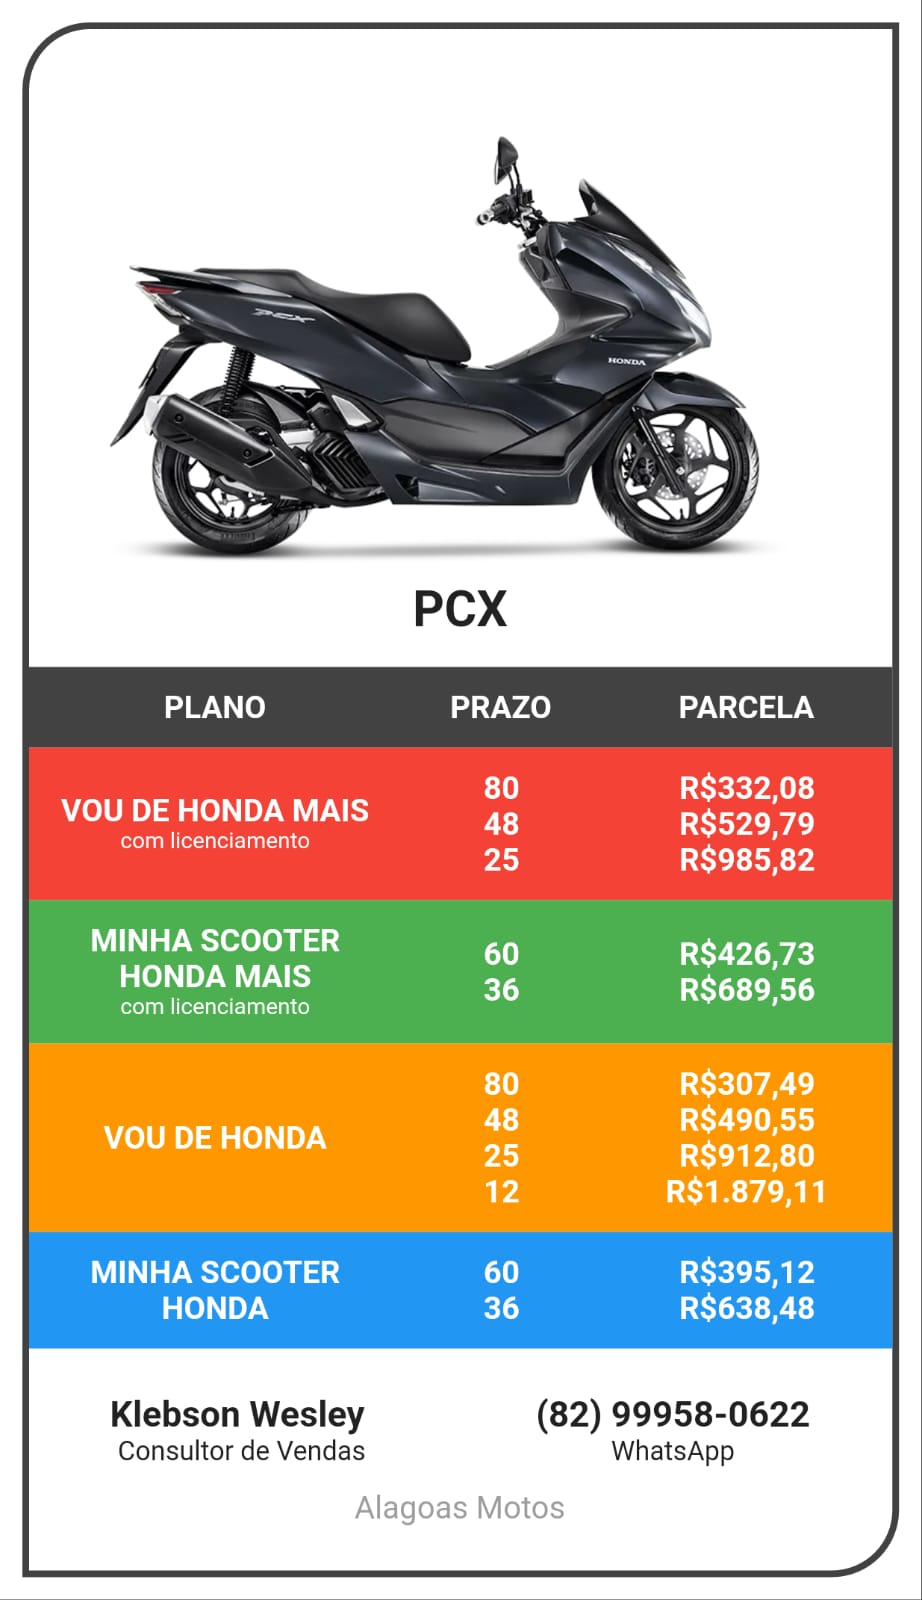 PCX
HONDA
PCX
PLANO PRAZO PARCELA
VOU DE HONDA MAIS
com licenciamento
80 R$332,08
48 R$529,79
25 R$985,82
MINHA SCOOTER
HONDA MAIS
com licenciamento
60 R$426,73
36 R$689,56
VOU DE HONDA
80 R$307,49
48 R$490,55
25 R$912,80
12 R$1.879,11
MINHA SCOOTER
HONDA
60 R$395,12
36 R$638,48
Klebson Wesley
Consultor de Vendas
(82) 99958-0622
WhatsApp
Alagoas Motos